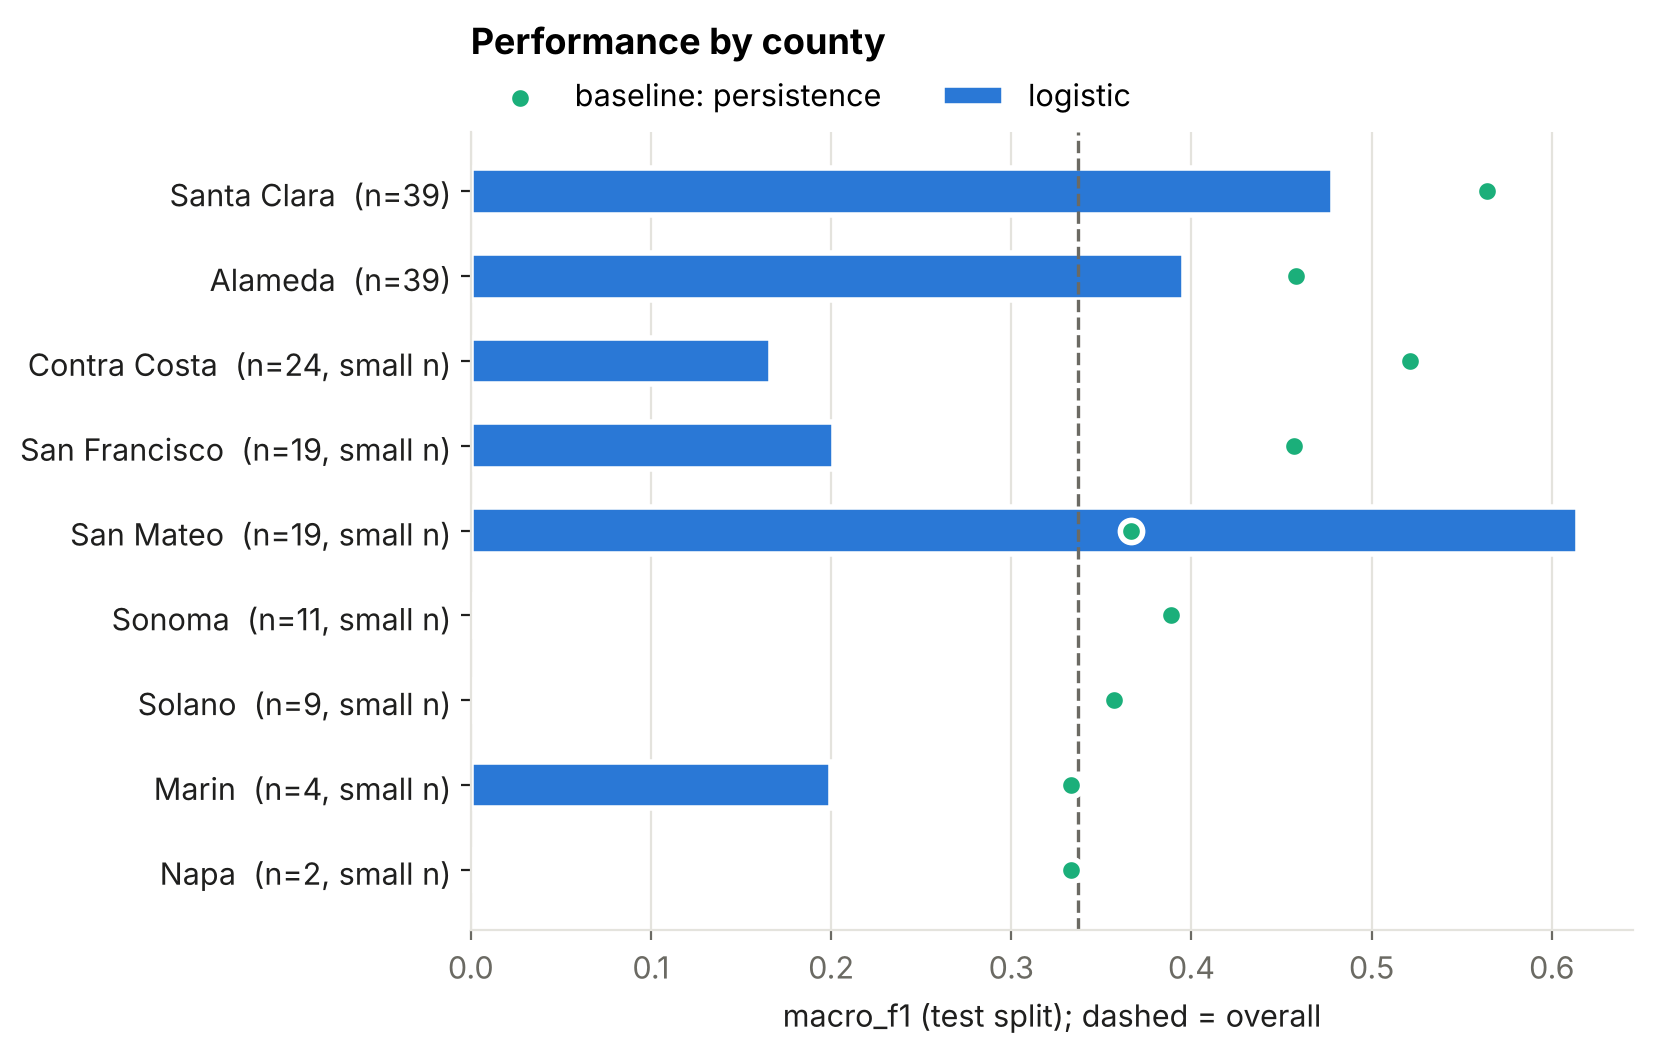 Performance by county
baseline: persistence logistic
Santa Clara (n=39)
Alameda (n=39)
Contra Costa (n=24, small n)
San Francisco (n=19, small n)
San Mateo (n=19, small n)
Sonoma (n=11, small n)
Solano (n=9, small n)
Marin (n=4, small n)
Napa (n=2, small n)
0.0 0.1 0.2 0.3 0.4 0.5 0.6
macro_f1 (test split); dashed = overall